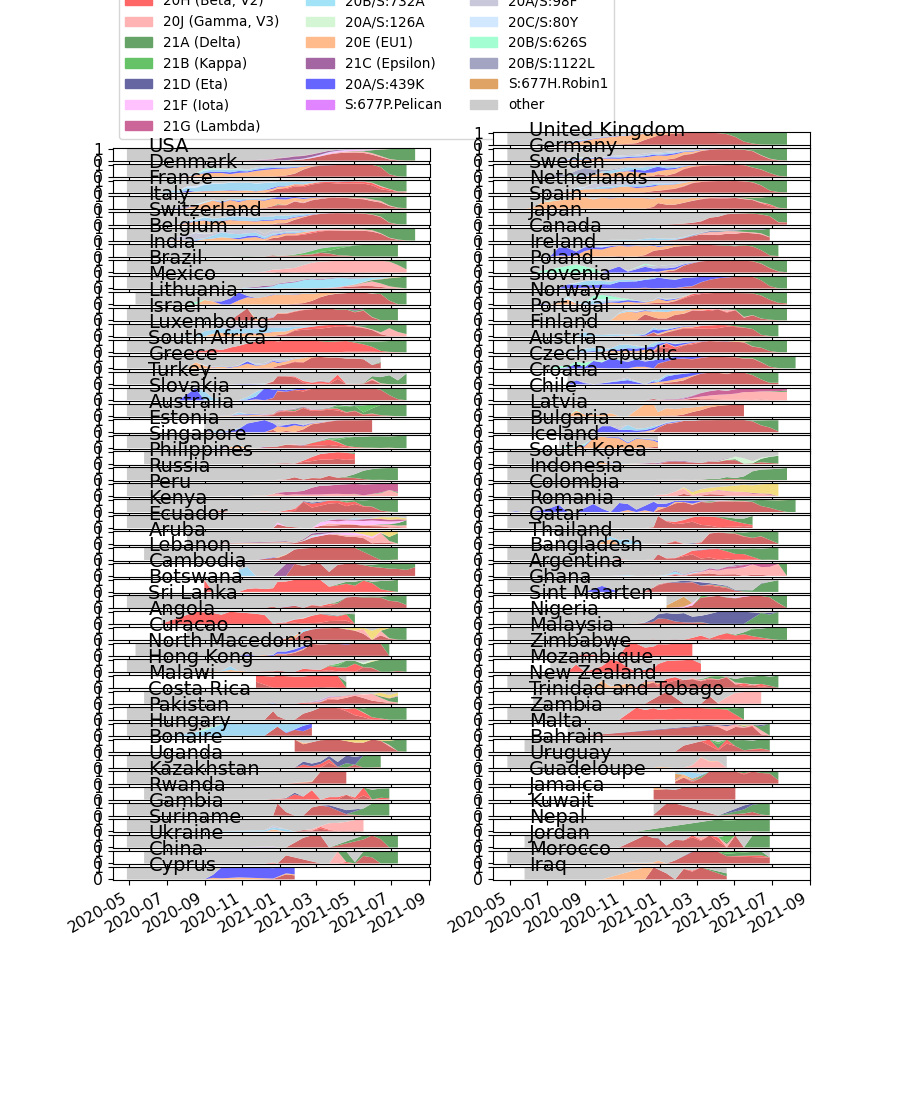 20H (Beta, V2) 20B/S:732A 20A/S:98F
20J (Gamma, V3) 20A/S:126A 20C/S:80Y
21A (Delta) 20E (EU1) 20B/S:626S
21B (Kappa) 21C (Epsilon) 20B/S:1122L
21D (Eta) 20A/S:439K S:677H.Robin1
21F (Iota) S:677P.Pelican other
21G (Lambda)
USA
Denmark
France
Italy
Switzerland
Belgium
India
Brazil
Mexico
Lithuania
Israel
Luxembourg
South Africa
Greece
Turkey
Slovakia
Australia
Estonia
Singapore
Philippines
Russia
Peru
Kenya
Ecuador
Aruba
Lebanon
Cambodia
Botswana
Sri Lanka
Angola
Curacao
North Macedonia
Hong Kong
Malawi
Costa Rica
Pakistan
Hungary
Bonaire
Uganda
Kazakhstan
Rwanda
Gambia
Suriname
Ukraine
China
Cyprus
2020-05 2020-07 2020-09 2020-11 2021-01 2021-03 2021-05 2021-07 2021-09
United Kingdom
Germany
Sweden
Netherlands
Spain
Japan
Canada
Ireland
Poland
Slovenia
Norway
Portugal
Finland
Austria
Czech Republic
Croatia
Chile
Latvia
Bulgaria
Iceland
South Korea
Indonesia
Colombia
Romania
Qatar
Thailand
Bangladesh
Argentina
Ghana
Sint Maarten
Nigeria
Malaysia
Zimbabwe
Mozambique
New Zealand
Trinidad and Tobago
Zambia
Malta
Bahrain
Uruguay
Guadeloupe
Jamaica
Kuwait
Nepal
Jordan
Morocco
Iraq
2020-05 2020-07 2020-09 2020-11 2021-01 2021-03 2021-05 2021-07 2021-09